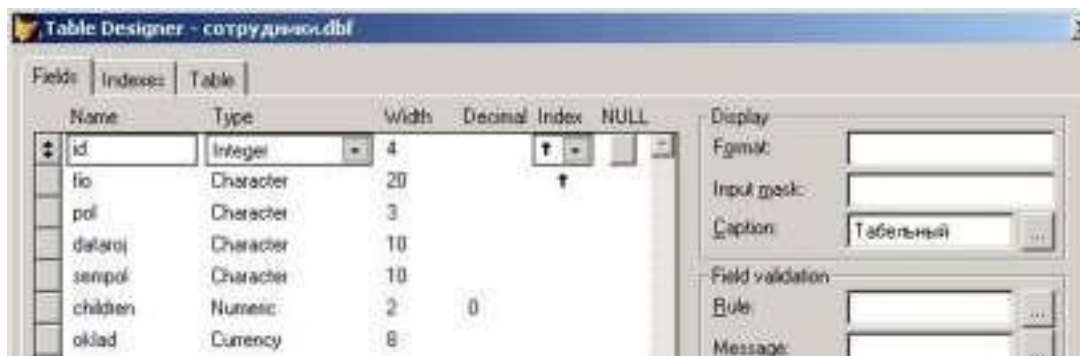 Table Designer - сотрудники.dbf
Fields Indexes Table
Name Type Width Decimal Index NULL
id Integer 4
fio Character 20
pol Character 3
dataroj Character 10
sempol Character 10
children Numeric 2 0
oklad Currency 8
Display
Format:
Input mask:
Caption: Табельный ...
Field validation
Rule: ...
Message: ...